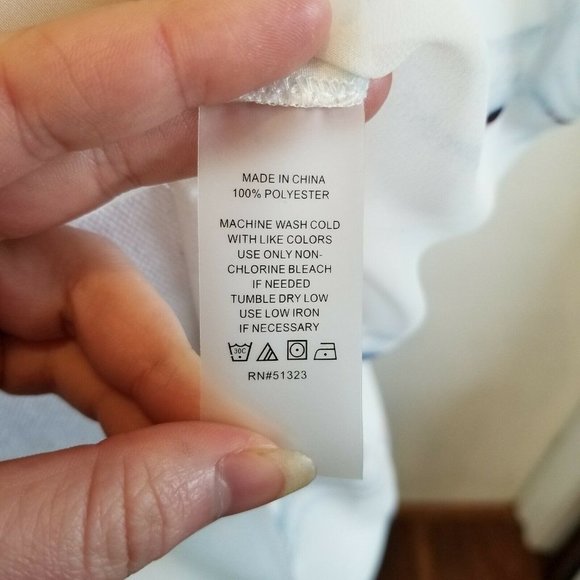 MADE IN CHINA
100% POLYESTER
MACHINE WASH COLD
WITH LIKE COLORS
USE ONLY NON-
CHLORINE BLEACH
IF NEEDED
TUMBLE DRY LOW
USE LOW IRON
IF NECESSARY
30C
RN#51323